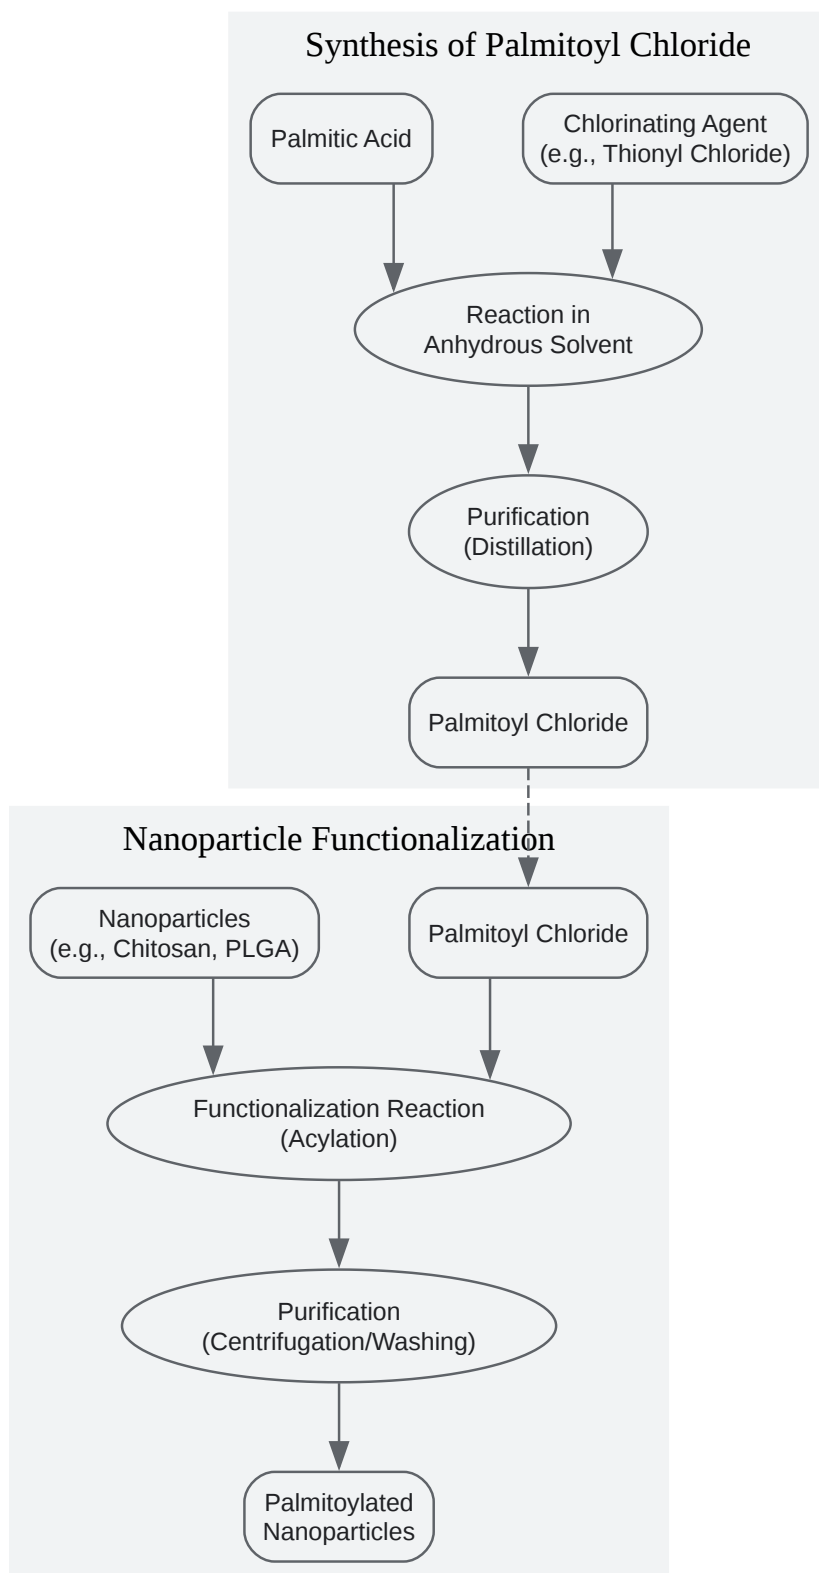 Synthesis of Palmitoyl Chloride
Palmitic Acid
Chlorinating Agent
(e.g., Thionyl Chloride)
Reaction in
Anhydrous Solvent
Purification
(Distillation)
Palmitoyl Chloride
Nanoparticle Functionalization
Nanoparticles
(e.g., Chitosan, PLGA)
Palmitoyl Chloride
Functionalization Reaction
(Acylation)
Purification
(Centrifugation/Washing)
Palmitoylated
Nanoparticles